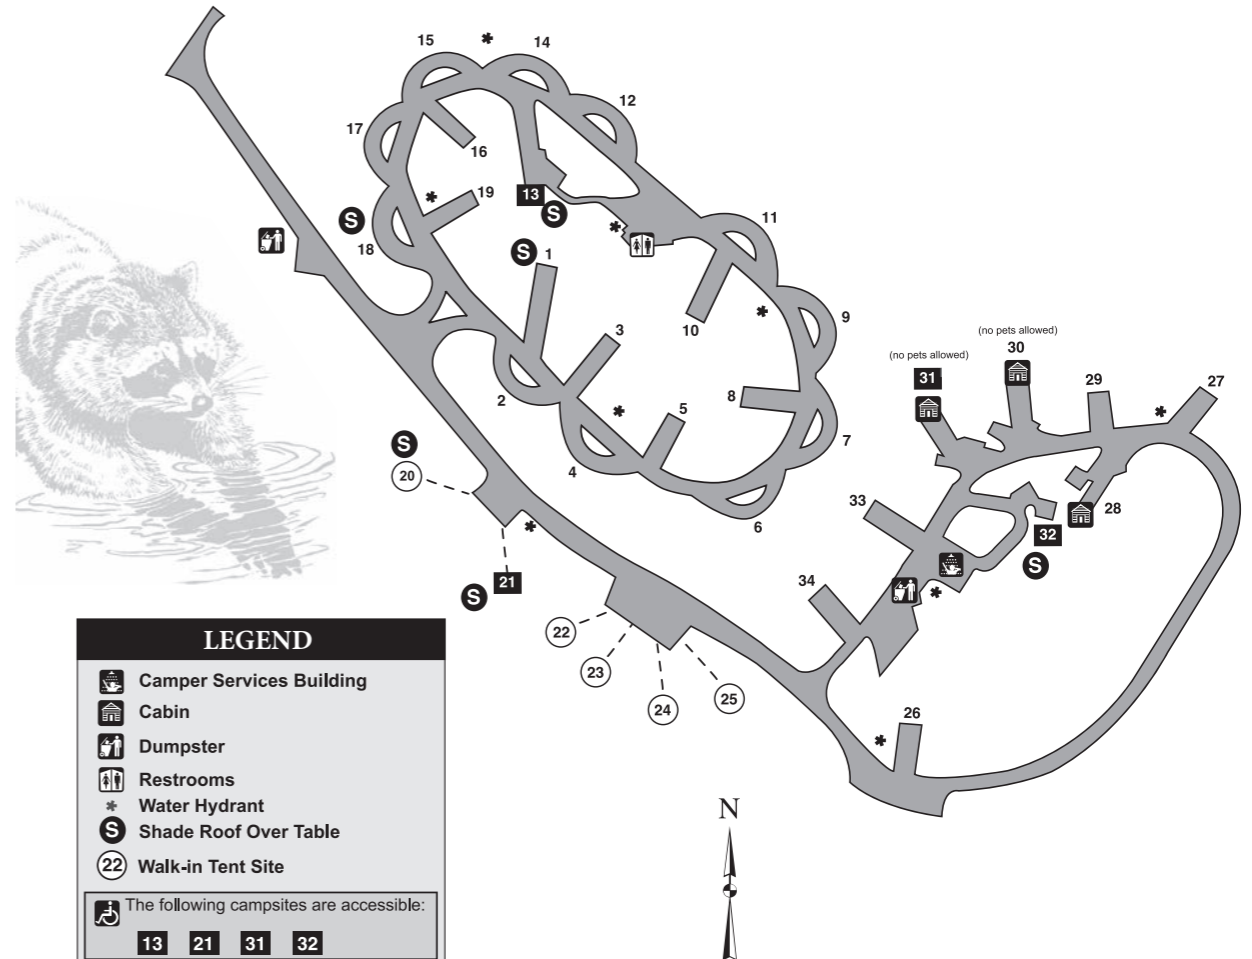 15
14
12
17
16
19
13
S
S
18
11
S
1
10
3
9
(no pets allowed)
30
(no pets allowed)
31
8
29
27
2
5
7
S
20
4
6
33
28
32
S
21
S
34
22
23
24
25
26
LEGEND
Camper Services Building
Cabin
Dumpster
Restrooms
Water Hydrant
S Shade Roof Over Table
22 Walk-in Tent Site
The following campsites are accessible:
13 21 31 32
N